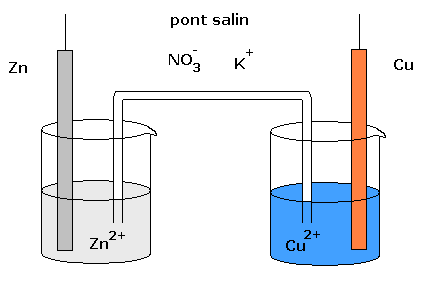 pont salin
NO₃⁻ K⁺
Zn
Cu
Zn²⁺
Cu²⁺